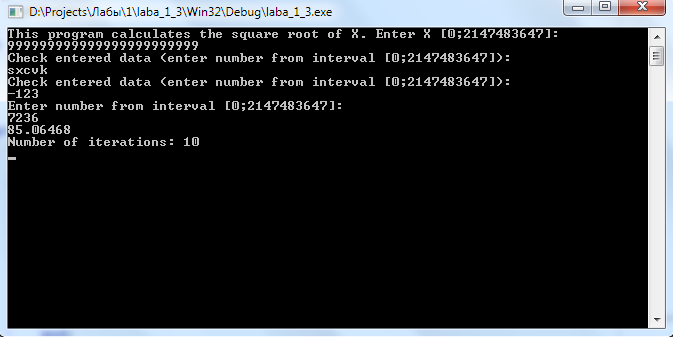 D:\Projects\Лабы\1\laba_1_3\Win32\Debug\laba_1_3.exe
This program calculates the square root of X. Enter X [0;2147483647]:
9999999999999999999999999
Check entered data (enter number from interval [0;2147483647]):
sxcvk
Check entered data (enter number from interval [0;2147483647]):
-123
Enter number from interval [0;2147483647]:
7236
85.06468
Number of iterations: 10